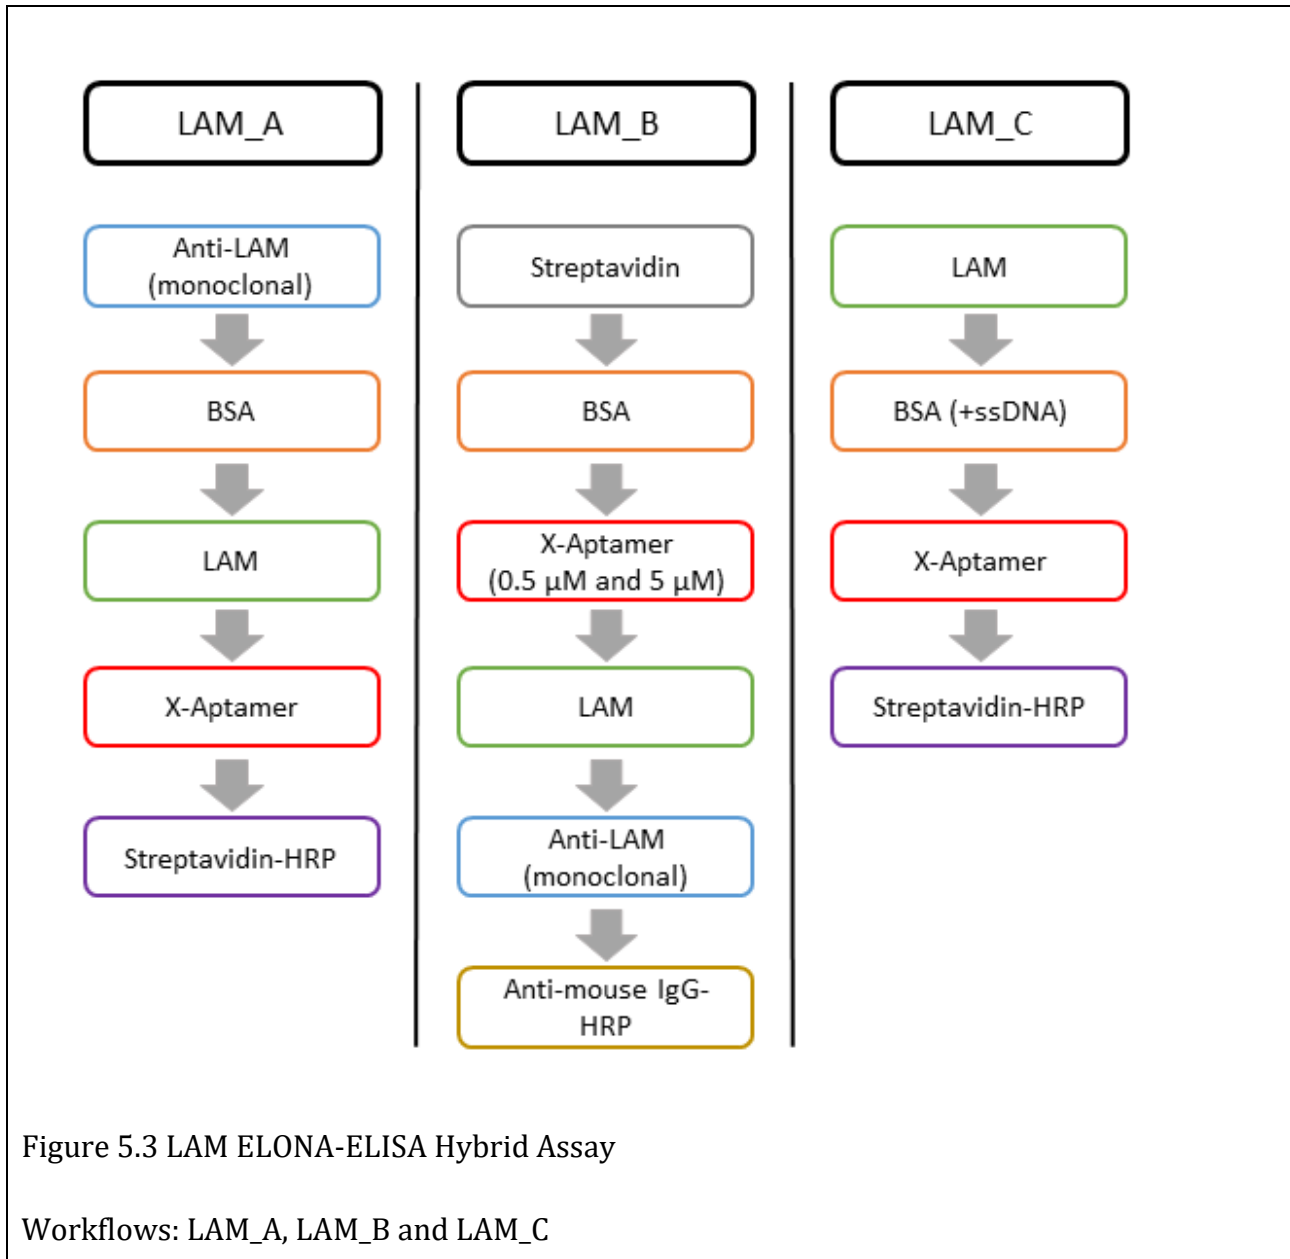 LAM_A
Anti-LAM
(monoclonal)
BSA
LAM
X-Aptamer
Streptavidin-HRP
LAM_B
Streptavidin
BSA
X-Aptamer
(0.5 µM and 5 µM)
LAM
Anti-LAM
(monoclonal)
Anti-mouse IgG-
HRP
LAM_C
LAM
BSA (+ssDNA)
X-Aptamer
Streptavidin-HRP
Figure 5.3 LAM ELONA-ELISA Hybrid Assay
Workflows: LAM_A, LAM_B and LAM_C